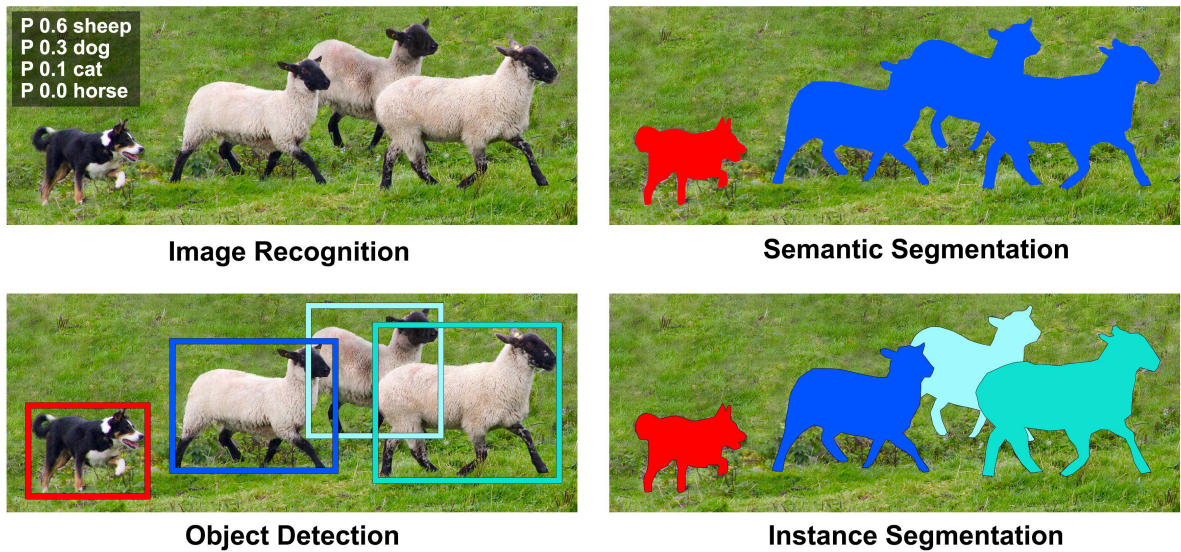 P 0.6 sheep
P 0.3 dog
P 0.1 cat
P 0.0 horse
Image Recognition
Semantic Segmentation
Object Detection
Instance Segmentation